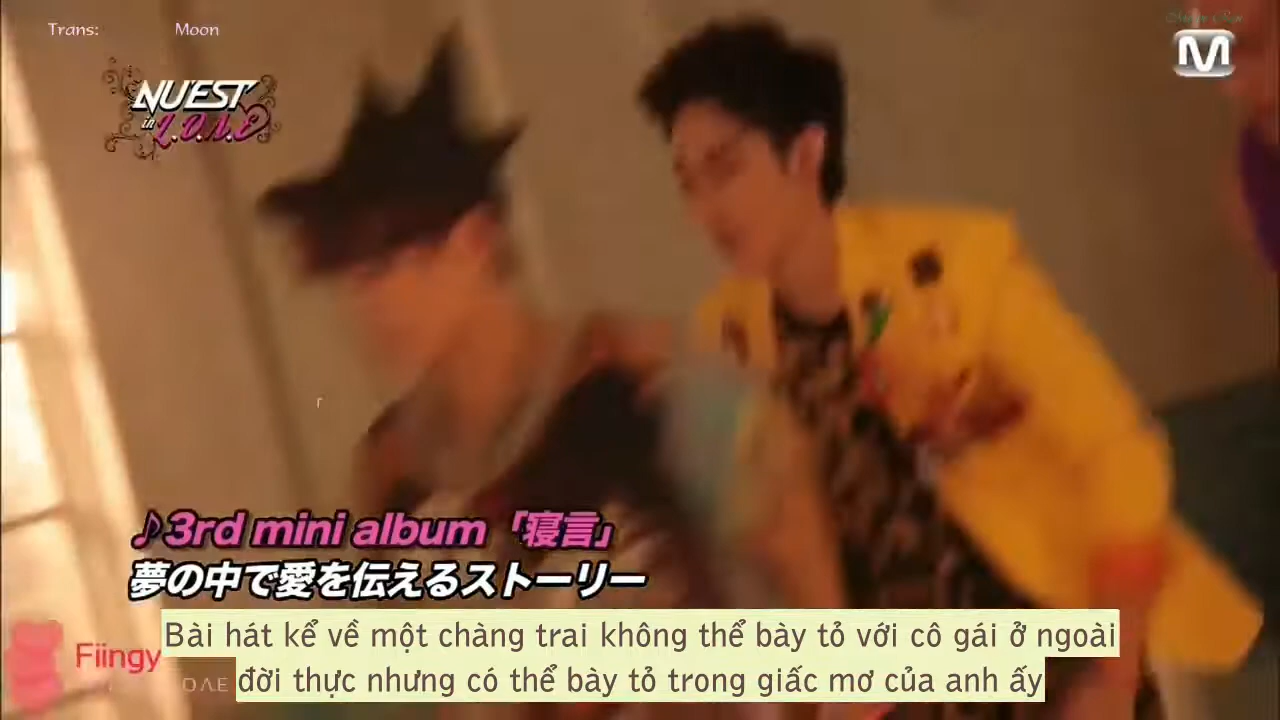 Trans: Moon
M
NU'EST
in L.O.Λ.E
♪3rd mini album「寝言」
夢の中で愛を伝えるストーリー
Fiingy
Bài hát kể về một chàng trai không thể bày tỏ với cô gái ở ngoài
đời thực nhưng có thể bày tỏ trong giấc mơ của anh ấy